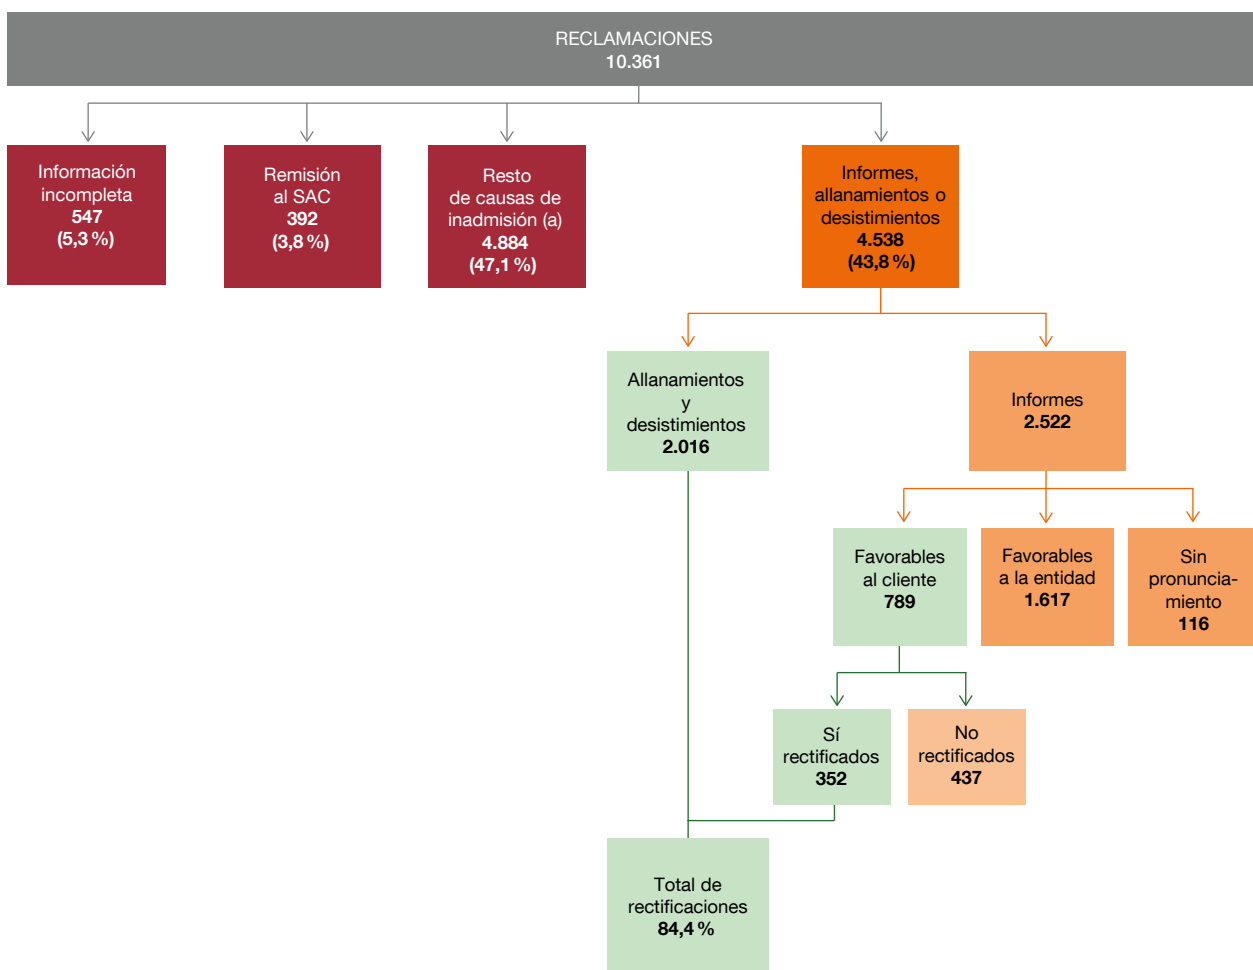 RECLAMACIONES
10.361
Información
incompleta
547
(5,3 %)
Remisión
al SAC
392
(3,8 %)
Resto
de causas de
inadmisión (a)
4.884
(47,1 %)
Informes,
allanamientos o
desistimientos
4.538
(43,8 %)
Allanamientos
y
desistimientos
2.016
Informes
2.522
Favorables
al cliente
789
Favorables
a la entidad
1.617
Sin
pronuncia-
miento
116
Sí
rectificados
352
No
rectificados
437
Total de
rectificaciones
84,4 %